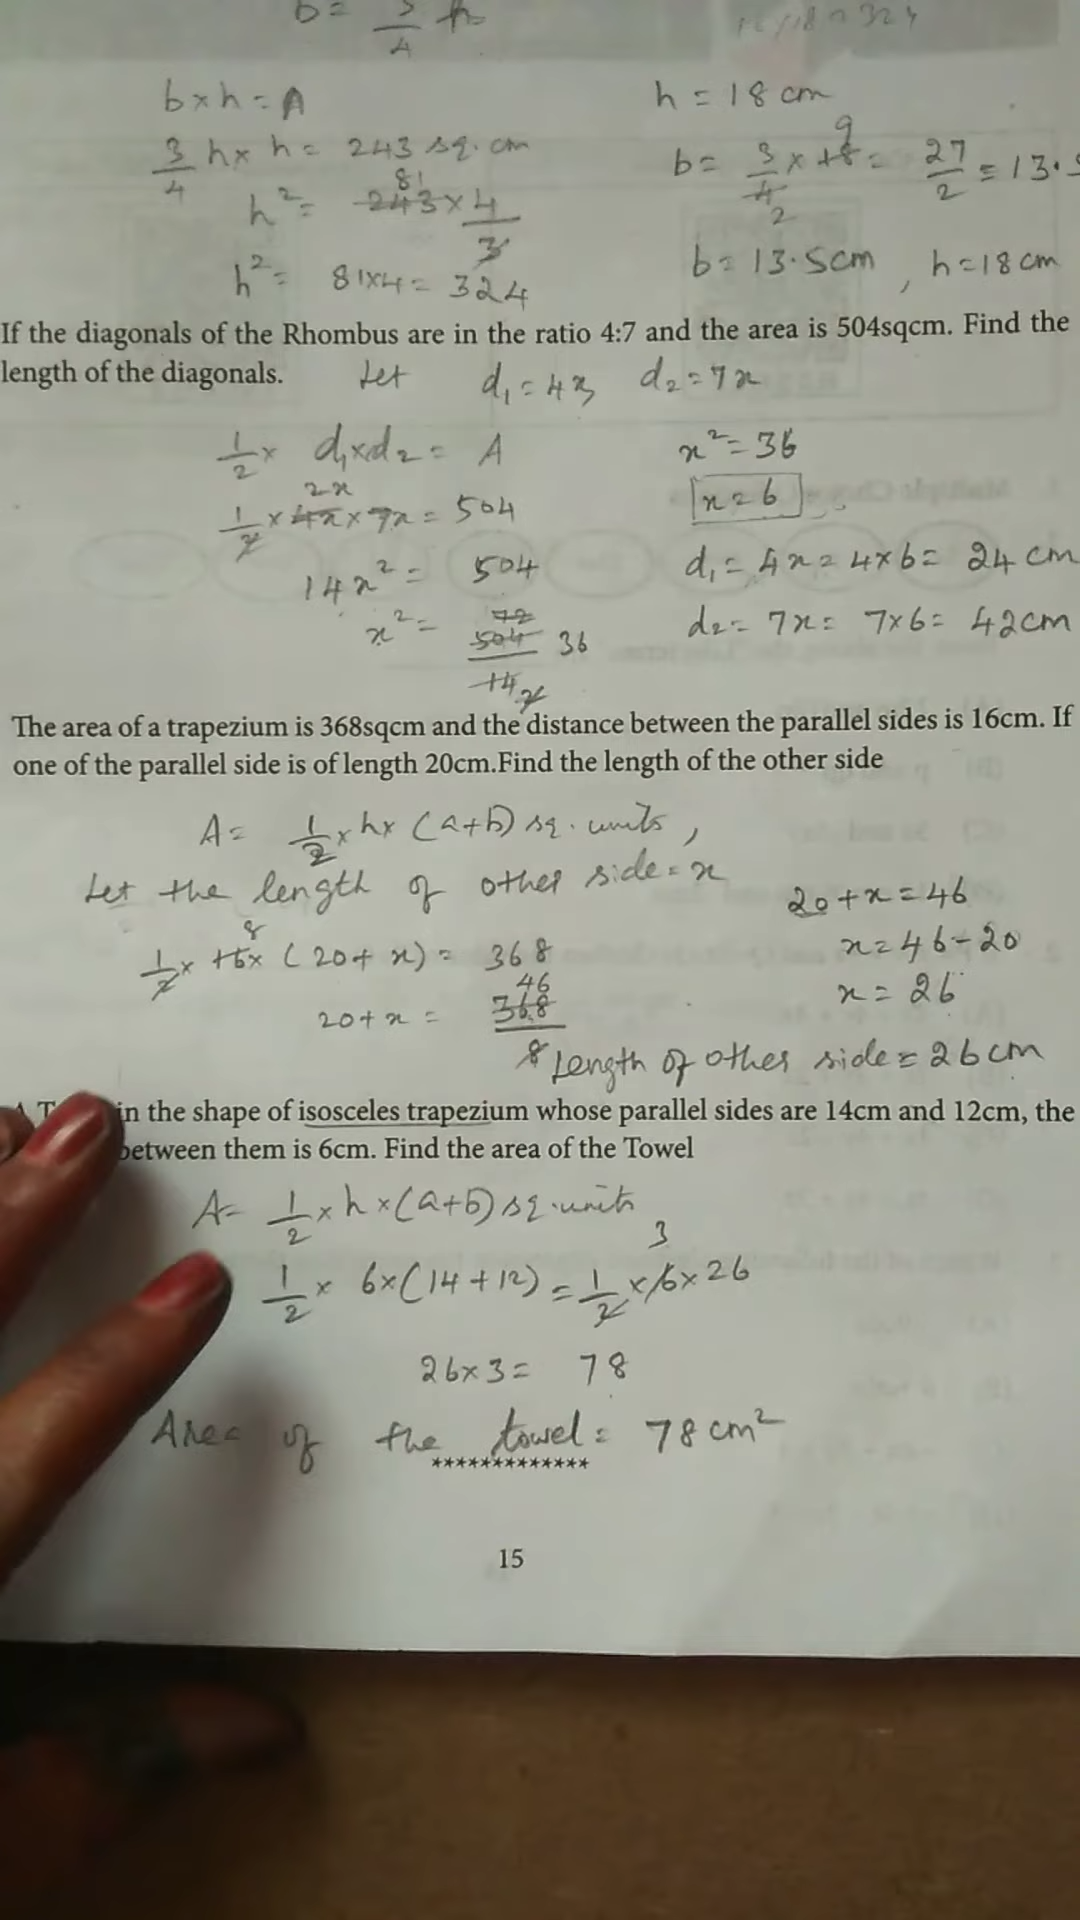 b = 3/4 h
b × h = A
3/4 h × h = 243 sq. cm
81
h² = 243 × 4/3
h² = 81×4 = 324
h = 18 cm
9
b = 3/4 × 18 = 27/2 = 13.
2
b = 13.5cm , h = 18 cm
If the diagonals of the Rhombus are in the ratio 4:7 and the area is 504sqcm. Find the
length of the diagonals. Let d₁ = 4x, d₂ = 7x
1/2 × d₁×d₂ = A
2x
1/2 × 4x × 7x = 504
14x² = 504
72
x² = 504/14 36
2
x² = 36
x = 6
d₁ = 4x = 4×6 = 24 cm
d₂ = 7x = 7×6 = 42cm
The area of a trapezium is 368sqcm and the distance between the parallel sides is 16cm. If
one of the parallel side is of length 20cm.Find the length of the other side
A = 1/2 × h × (a+b) sq. units,
Let the length of other side = x
8
1/2 × 16 × (20 + x) = 368
46
20 + x = 368/8
20 + x = 46
x = 46 - 20
x = 26
Length of other side = 26 cm
in the shape of isosceles trapezium whose parallel sides are 14cm and 12cm, the
between them is 6cm. Find the area of the Towel
A = 1/2 × h × (a+b) sq.units
3
1/2 × 6×(14 + 12) = 1/2 × 6 × 26
26×3 = 78
Area of the towel = 78 cm²
*************
15